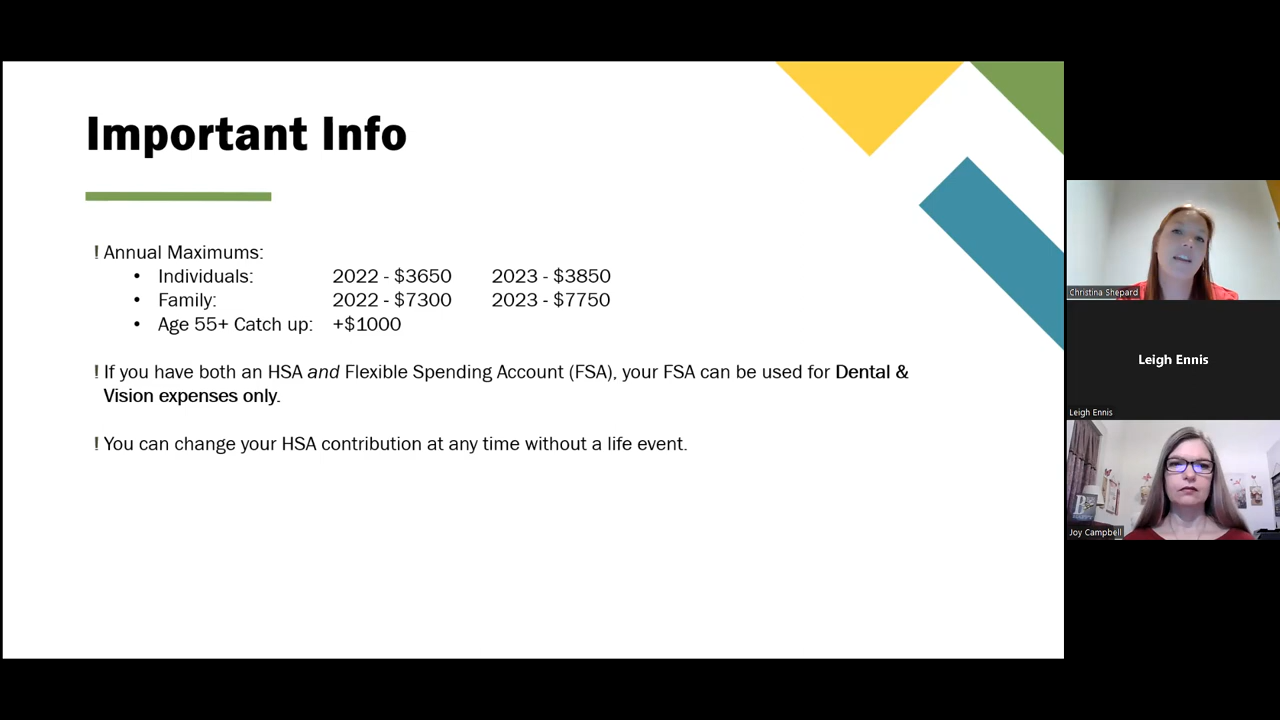 Important Info
! Annual Maximums:
• Individuals: 2022 - $3650 2023 - $3850
• Family: 2022 - $7300 2023 - $7750
• Age 55+ Catch up: +$1000
! If you have both an HSA and Flexible Spending Account (FSA), your FSA can be used for Dental &
Vision expenses only.
! You can change your HSA contribution at any time without a life event.
Christina Shepard
Leigh Ennis
Leigh Ennis
Joy Campbell